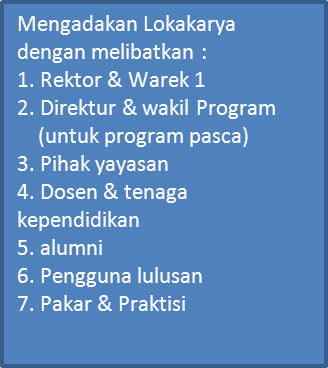 Mengadakan Lokakarya
dengan melibatkan :
1. Rektor & Warek 1
2. Direktur & wakil Program
(untuk program pasca)
3. Pihak yayasan
4. Dosen & tenaga
kependidikan
5. alumni
6. Pengguna lulusan
7. Pakar & Praktisi